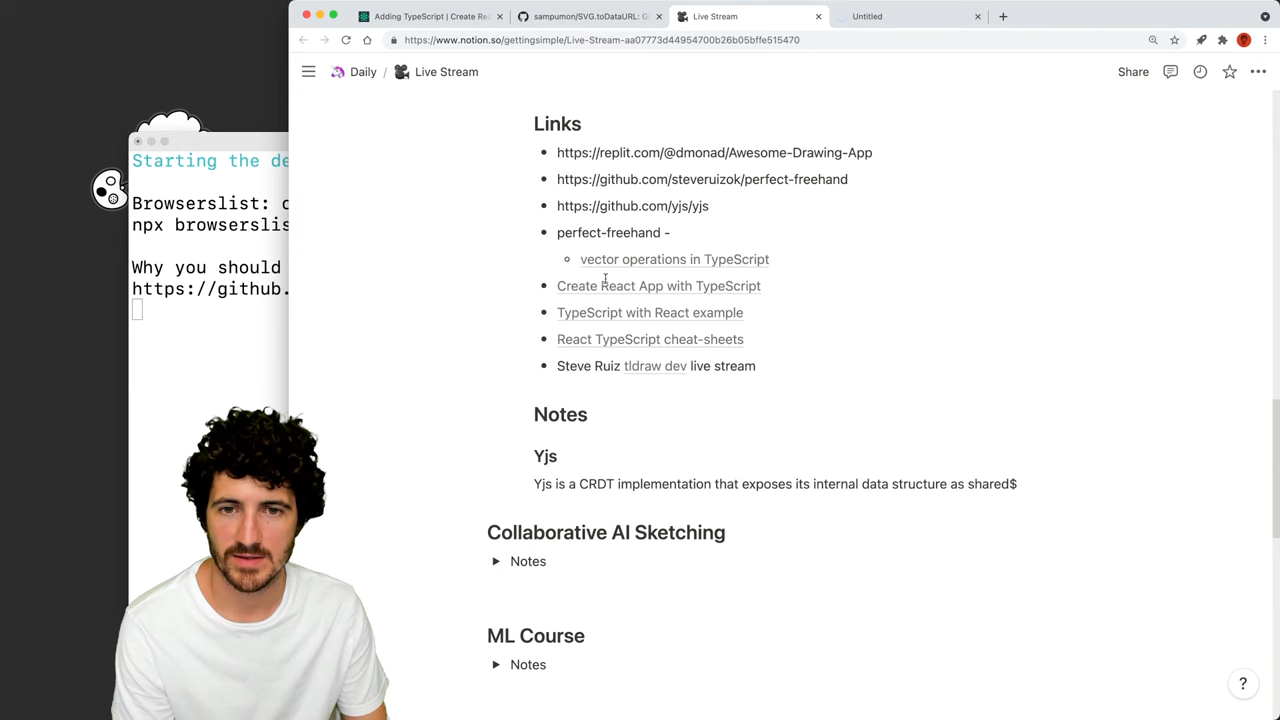 Adding TypeScript | Create Re
sampumon/SVG.toDataURL: G
Live Stream
Untitled
https://www.notion.so/gettingsimple/Live-Stream-aa07773d44954700b26b05bffe515470
Daily / Live Stream
Share
Links
https://replit.com/@dmonad/Awesome-Drawing-App
https://github.com/steveruizok/perfect-freehand
https://github.com/yjs/yjs
perfect-freehand -
vector operations in TypeScript
Create React App with TypeScript
TypeScript with React example
React TypeScript cheat-sheets
Steve Ruiz tldraw dev live stream
Notes
Yjs
Yjs is a CRDT implementation that exposes its internal data structure as shared$
Collaborative AI Sketching
Notes
ML Course
Notes
?
Starting the de
Browserslist: c
npx browserslis
Why you should
https://github.